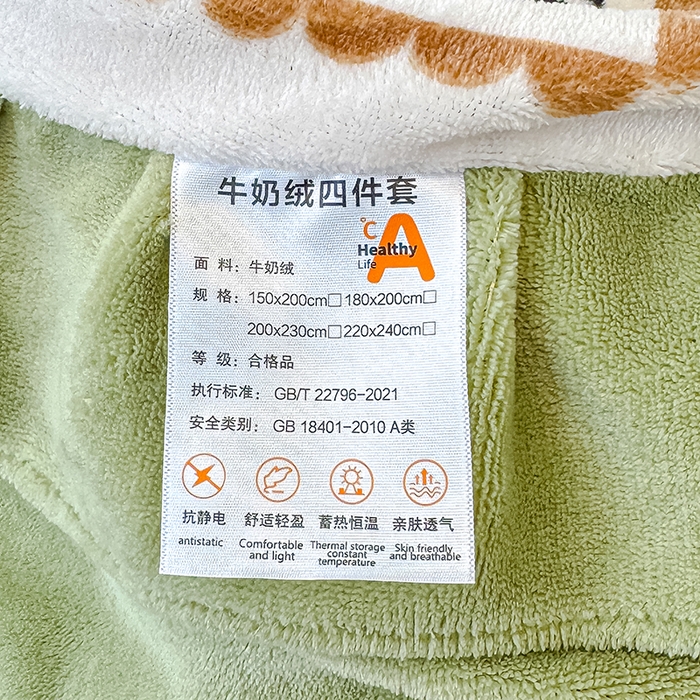 牛奶绒四件套
℃
A
Healthy
Life
面 料: 牛奶绒
规 格: 150x200cm□ 180x200cm□
200x230cm□ 220x240cm□
等 级: 合格品
执行标准: GB/T 22796-2021
安全类别: GB 18401-2010 A类
抗静电 舒适轻盈 蓄热恒温 亲肤透气
antistatic Comfortable and light Thermal storage constant temperature Skin friendly and breathable